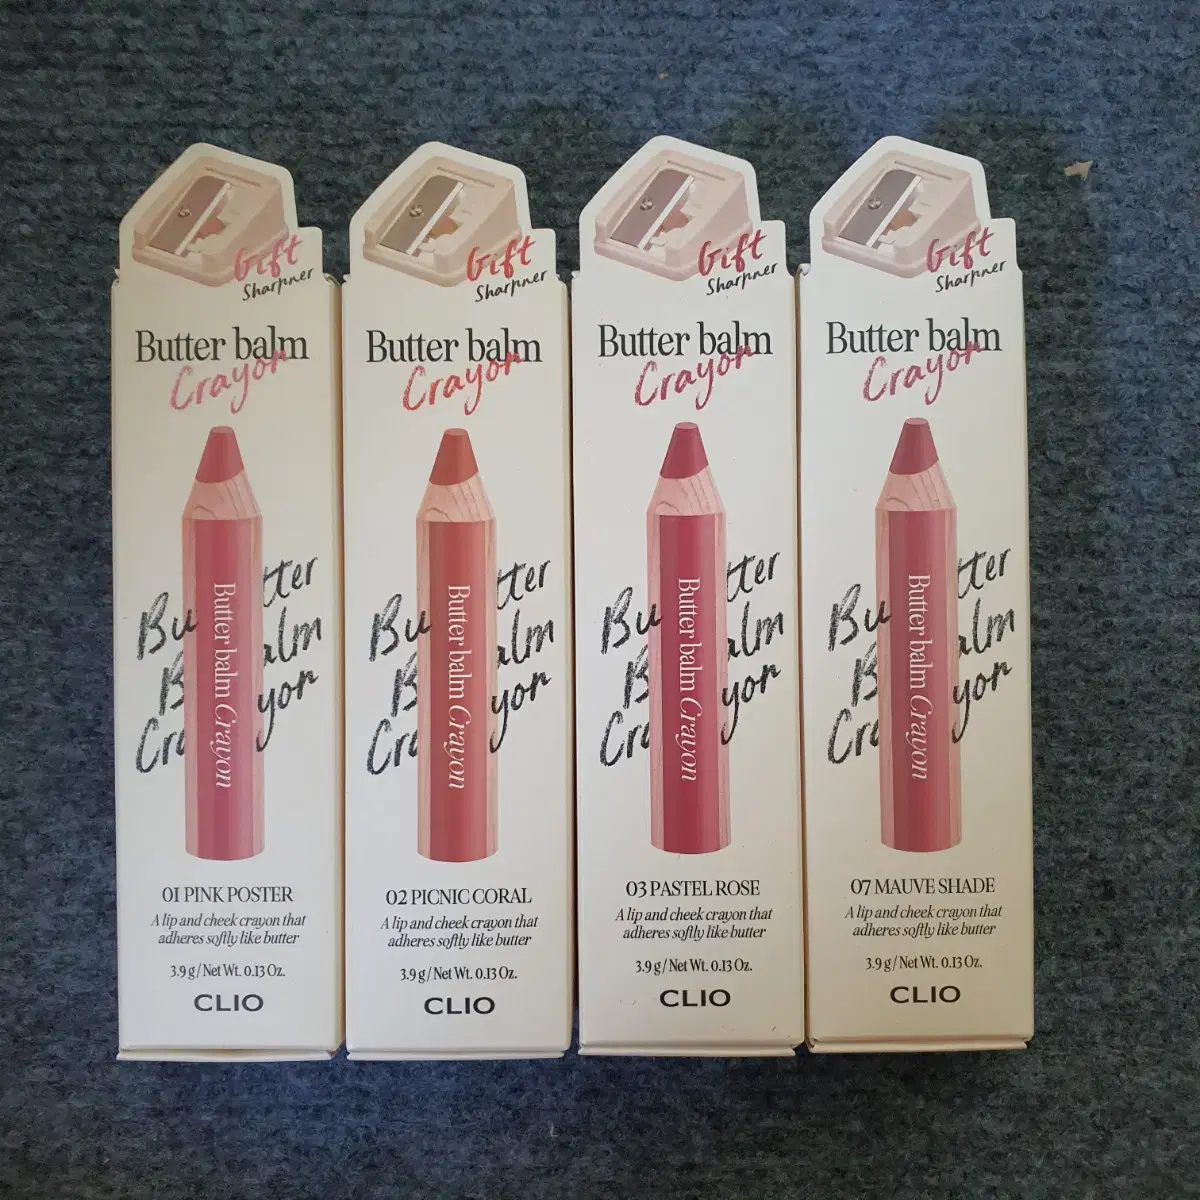 Gift
Sharpner
Butter balm
Crayon
Butter
Balm
Crayon
Butter balm Crayon
01 PINK POSTER
A lip and cheek crayon that
adheres softly like butter
3.9 g / Net Wt. 0.13 Oz.
CLIO
Gift
Sharpner
Butter balm
Crayon
Butter
Balm
Crayon
Butter balm Crayon
02 PICNIC CORAL
A lip and cheek crayon that
adheres softly like butter
3.9 g / Net Wt. 0.13 Oz.
CLIO
Gift
Sharpner
Butter balm
Crayon
Butter
Balm
Crayon
Butter balm Crayon
03 PASTEL ROSE
A lip and cheek crayon that
adheres softly like butter
3.9 g / Net Wt. 0.13 Oz.
CLIO
Gift
Sharpner
Butter balm
Crayon
Butter
Balm
Crayon
Butter balm Crayon
07 MAUVE SHADE
A lip and cheek crayon that
adheres softly like butter
3.9 g / Net Wt. 0.13 Oz.
CLIO